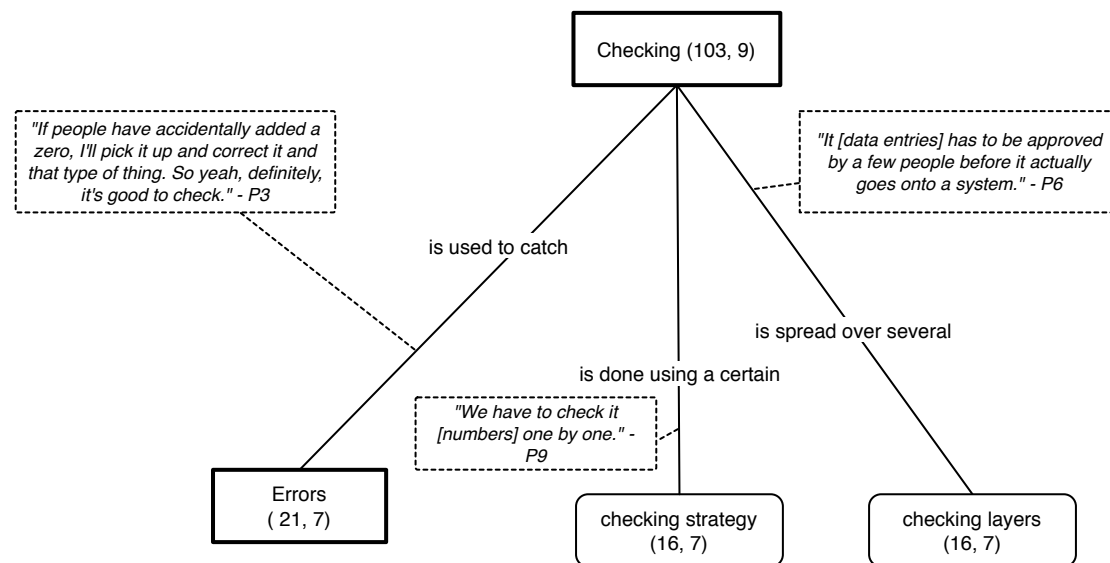 Checking (103, 9)
"If people have accidentally added a
zero, I'll pick it up and correct it and
that type of thing. So yeah, definitely,
it's good to check." - P3
"It [data entries] has to be approved
by a few people before it actually
goes onto a system." - P6
is used to catch
is spread over several
is done using a certain
"We have to check it
[numbers] one by one." -
P9
Errors
( 21, 7)
checking strategy
(16, 7)
checking layers
(16, 7)